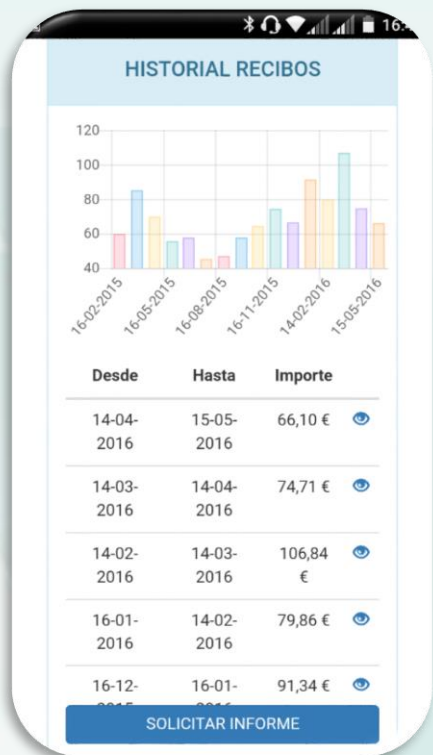 16:4
HISTORIAL RECIBOS
120
100
80
60
40
16-02-2015
16-05-2015
16-08-2015
16-11-2015
14-02-2016
15-05-2016
Desde Hasta Importe
14-04- 15-05- 66,10 €
2016 2016
14-03- 14-04- 74,71 €
2016 2016
14-02- 14-03- 106,84
2016 2016 €
16-01- 14-02- 79,86 €
2016 2016
16-12- 16-01- 91,34 €
SOLICITAR INFORME